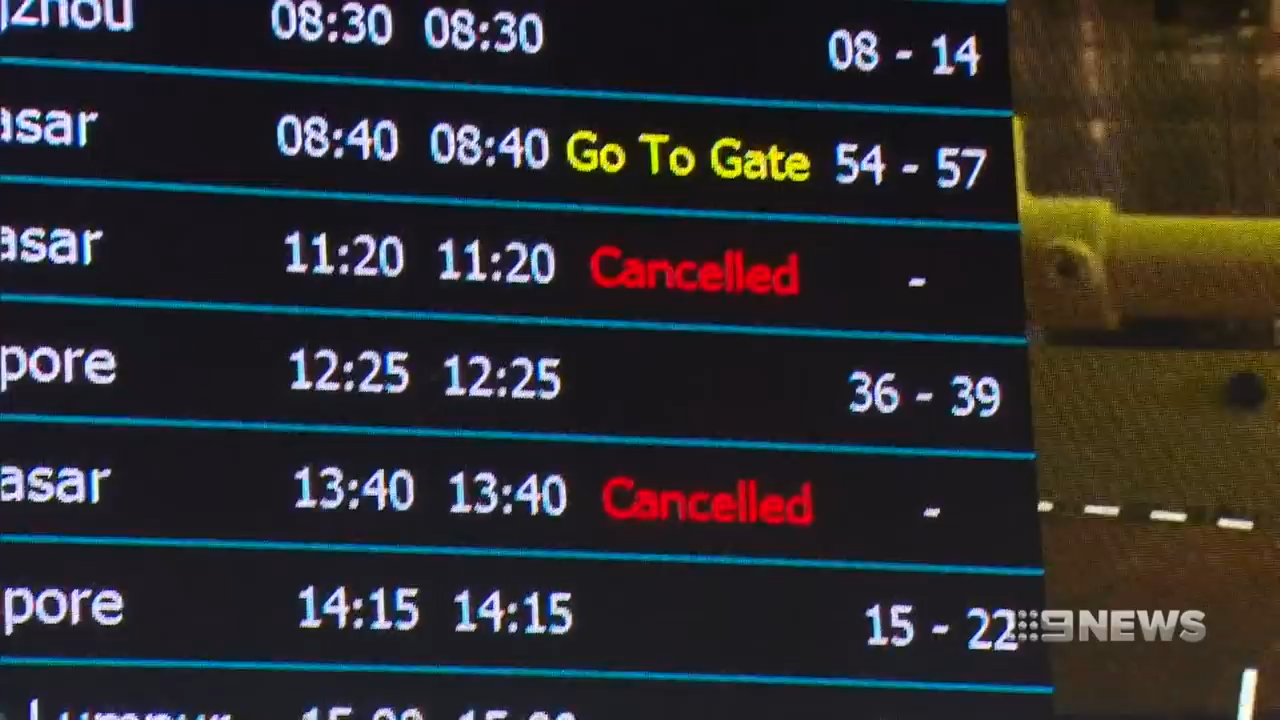 08:30 08:30 08 - 14
asar 08:40 08:40 Go To Gate 54 - 57
asar 11:20 11:20 Cancelled -
pore 12:25 12:25 36 - 39
asar 13:40 13:40 Cancelled -
pore 14:15 14:15 15 - 22
9NEWS